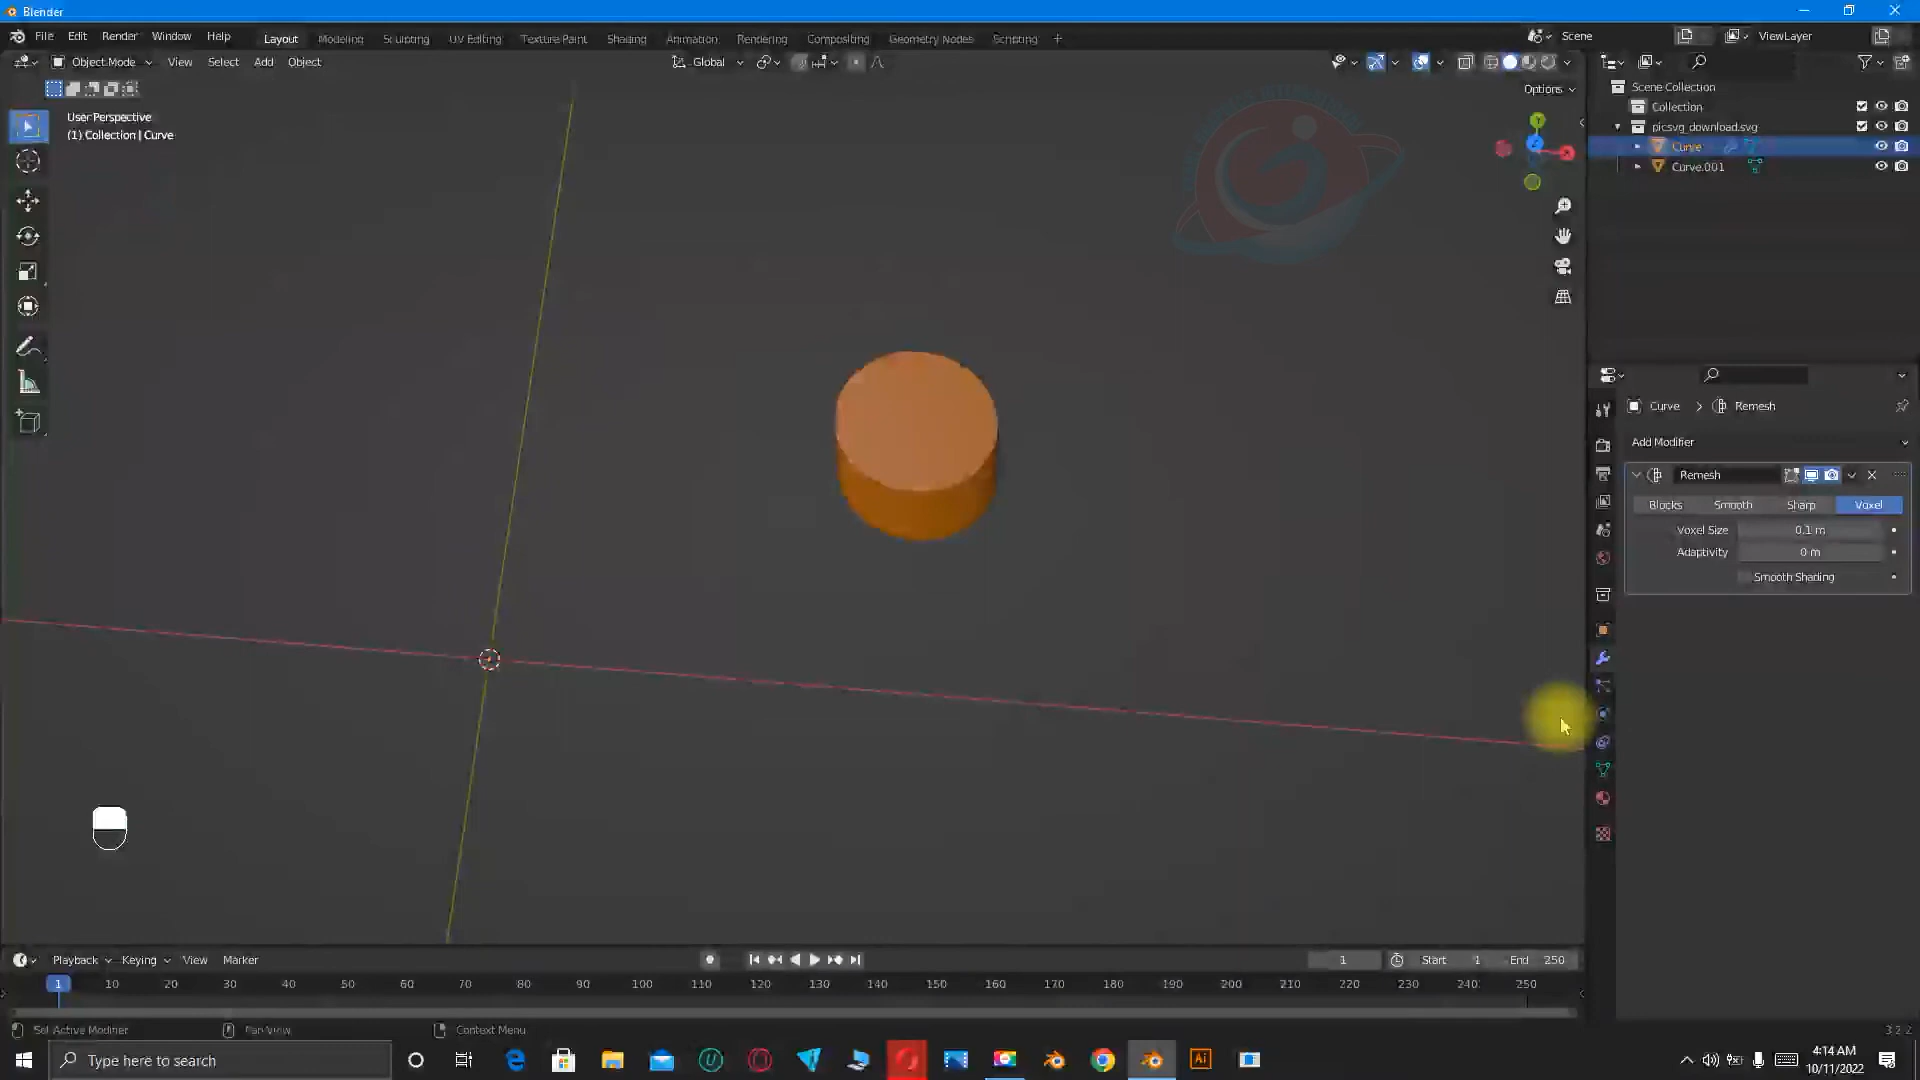 Blender
File Edit Render Window Help
Layout Modeling Sculpting UV Editing Texture Paint Shading Animation Rendering Compositing Geometry Nodes Scripting +
Scene
ViewLayer
Object Mode View Select Add Object
Global
Options
User Perspective
(1) Collection | Curve
Scene Collection
Collection
picsvg_download.svg
Curve
Curve.001
Y
Z
X
Curve > Remesh
Add Modifier
Remesh
Blocks Smooth Sharp Voxel
Voxel Size 0.1 m
Adaptivity 0 m
Smooth Shading
Playback Keying View Marker
1 Start 1 End 250
1 10 20 30 40 50 60 70 80 90 100 110 120 130 140 150 160 170 180 190 200 210 220 230 240 250
Set Active Modifier Pan View Context Menu
3.2.2
Type here to search
Ai
4:14 AM
10/11/2022